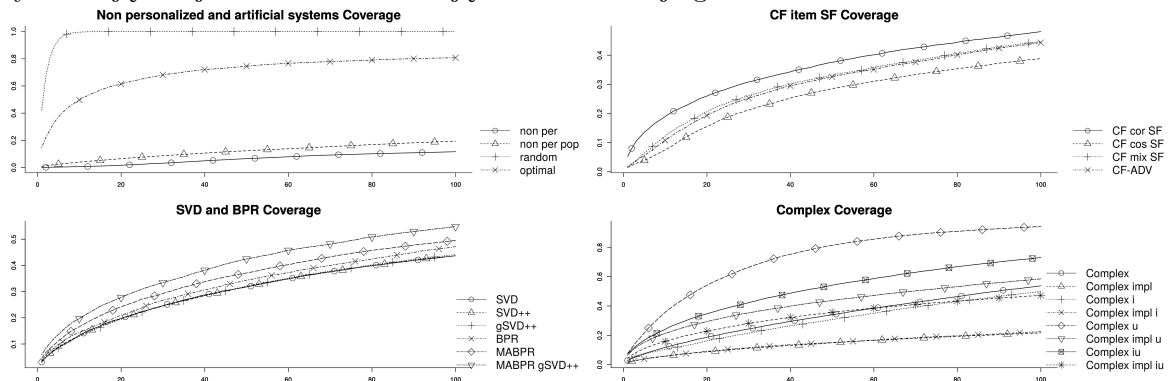 Non personalized and artificial systems Coverage
1.0
0.8
0.6
0.4
0.2
0.0
0 20 40 60 80 100
non per
non per pop
random
optimal
CF item SF Coverage
0.4
0.3
0.2
0.1
0.0
0 20 40 60 80 100
CF cor SF
CF cos SF
CF mix SF
CF-ADV
SVD and BPR Coverage
0.5
0.4
0.3
0.2
0.1
0 20 40 60 80 100
SVD
SVD++
gSVD++
BPR
MABPR
MABPR gSVD++
Complex Coverage
0.8
0.6
0.4
0.2
0.0
0 20 40 60 80 100
Complex
Complex impl
Complex i
Complex impl i
Complex u
Complex impl u
Complex iu
Complex impl iu